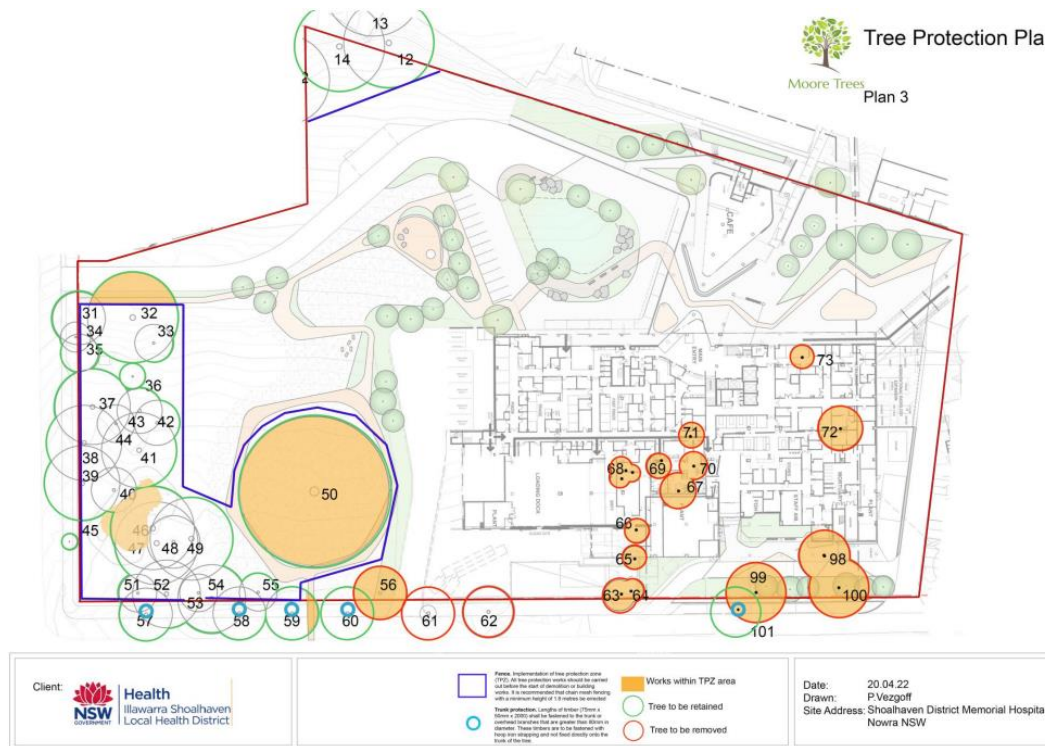 Tree Protection Pla
Moore Trees
Plan 3
13
14
12
2
CAFE
31
32
34
33
35
36
37
43
42
44
38
41
39
40
45
46
47
48
49
50
51
52
53
54
55
56
57
58
59
60
61
62
63
64
65
66
67
68
69
70
71
72
73
98
99
100
101
LOADING DOCK
PLANT
MAIN
ENTRY
STAFF AR
PLANT
Client:
NSW
GOVERNMENT
Health
Illawarra Shoalhaven
Local Health District
Fence. Implementation of tree protection zone
(TPZ). All tree protection works should be carried
out before the start of demolition or building
works. It is recommended that chain mesh fencing
with a minimum height of 1.8 metres be erected
Trunk protection. Lengths of timber (75mm x
50mm x 2000) shall be fastened to the trunk or
overhead branches that are greater than 80mm in
diameter. These timbers are to be fastened with
hoop iron strapping and not fixed directly onto
the trunk of the tree.
Works within TPZ area
Tree to be retained
Tree to be removed
Date: 20.04.22
Drawn: P.Vezgoff
Site Address: Shoalhaven District Memorial Hospita
Nowra NSW